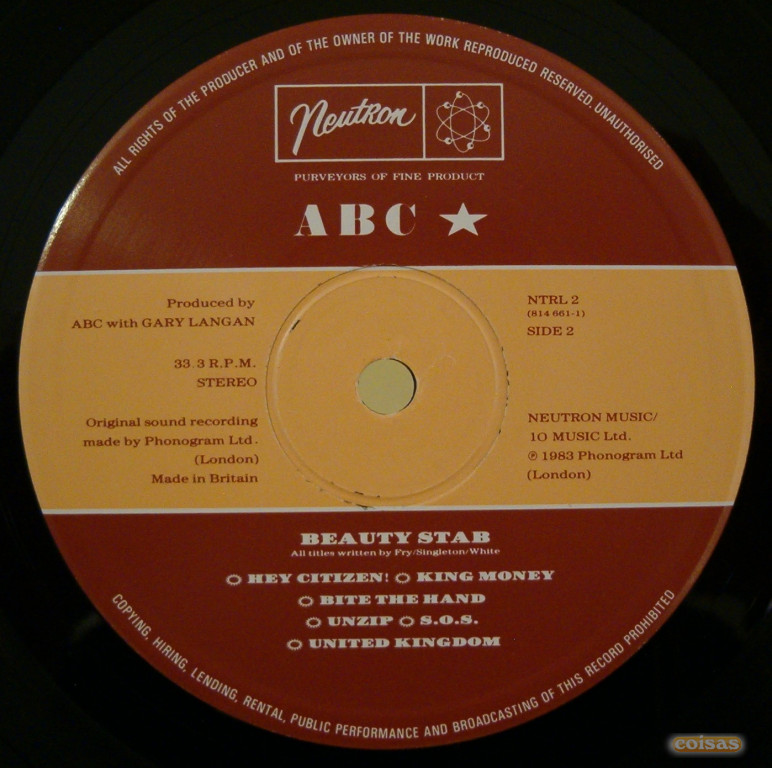 ALL RIGHTS OF THE PRODUCER AND OF THE OWNER OF THE WORK REPRODUCED RESERVED. UNAUTHORISED
Neutron
PURVEYORS OF FINE PRODUCT
ABC ★
Produced by
ABC with GARY LANGAN
33.3 R.P.M.
STEREO
Original sound recording
made by Phonogram Ltd.
(London)
Made in Britain
NTRL 2
(814 661-1)
SIDE 2
NEUTRON MUSIC/
10 MUSIC Ltd.
℗ 1983 Phonogram Ltd
(London)
BEAUTY STAB
All titles written by Fry/Singleton/White
HEY CITIZEN! KING MONEY
BITE THE HAND
UNZIP S.O.S.
UNITED KINGDOM
COPYING, HIRING, LENDING, RENTAL, PUBLIC PERFORMANCE AND BROADCASTING OF THIS RECORD PROHIBITED
coisas